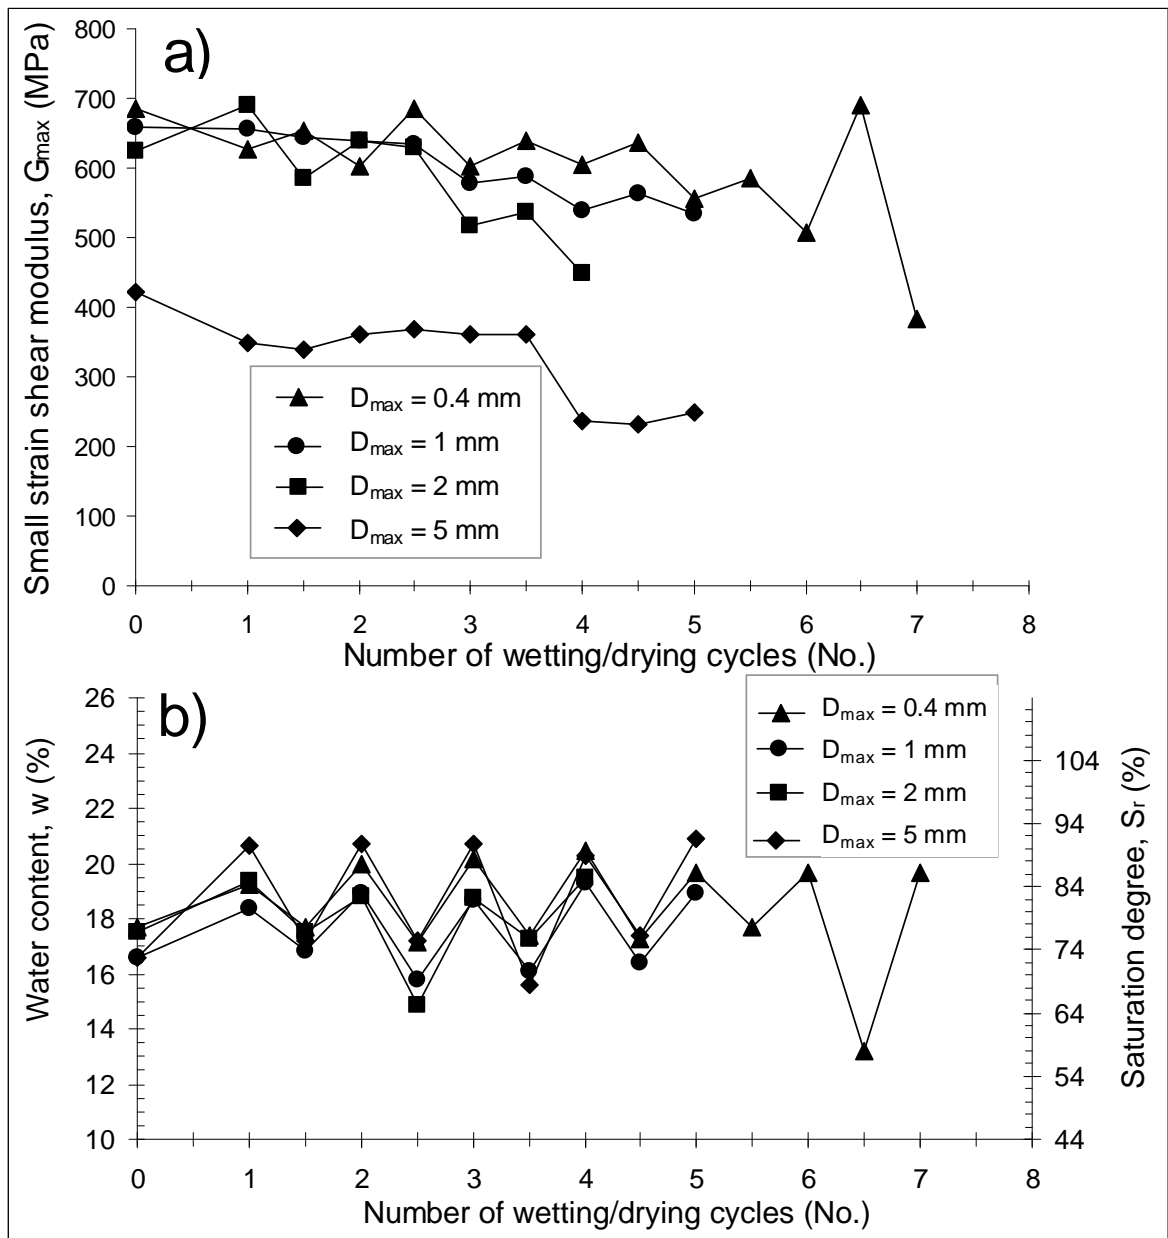 a)
Small strain shear modulus, Gmax (MPa)
800
700
600
500
400
300
200
100
0
Dmax = 0.4 mm
Dmax = 1 mm
Dmax = 2 mm
Dmax = 5 mm
0 1 2 3 4 5 6 7 8
Number of wetting/drying cycles (No.)
b)
Water content, w (%)
26
24
22
20
18
16
14
12
10
Dmax = 0.4 mm
Dmax = 1 mm
Dmax = 2 mm
Dmax = 5 mm
104
94
84
74
64
54
44
Saturation degree, Sr (%)
0 1 2 3 4 5 6 7 8
Number of wetting/drying cycles (No.)